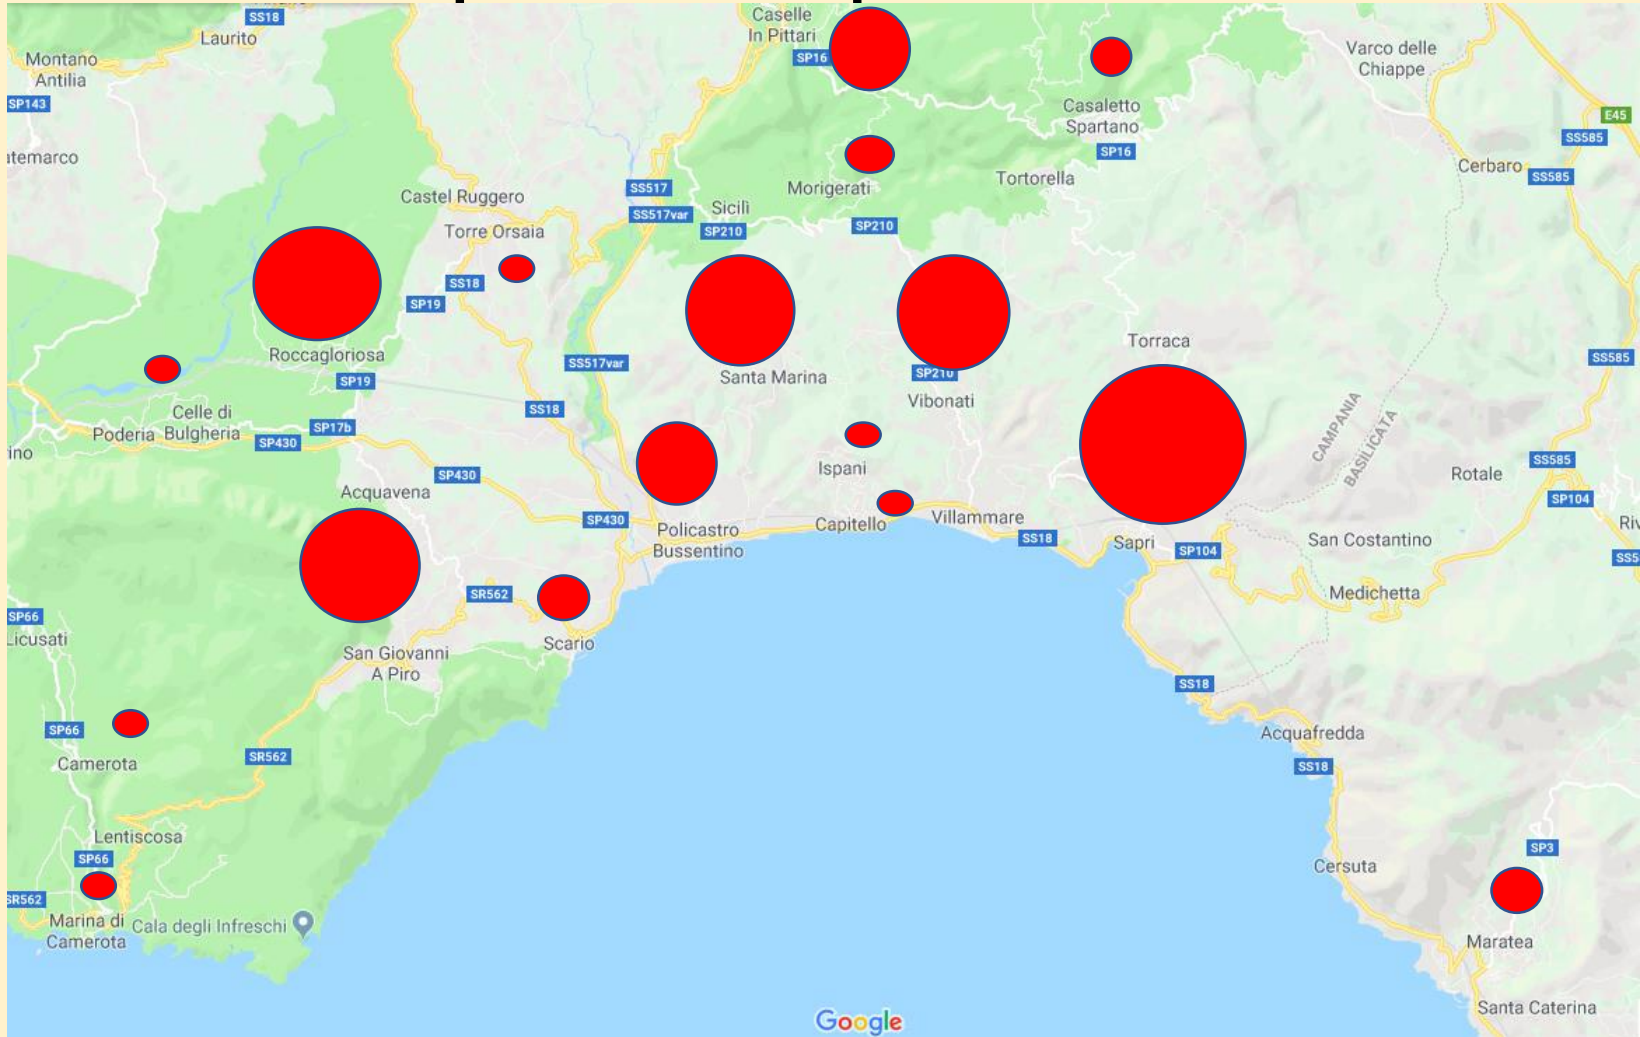 SS18
Laurito
Montano
Antilia
SP143
Caselle
In Pittari
SP16
Casaletto
Spartano
SP16
Varco delle
Chiappe
E45
SS585
Cerbaro
SS585
Castel Ruggero
SS517
SS517var
Sicilì
SP210
Morigerati
SP210
Tortorella
Torre Orsaia
SS18
SP19
Roccagloriosa
SP19
SS517var
Santa Marina
SP210
Vibonati
Torraca
SS585
CAMPANIA
BASILICATA
Celle di
Bulgheria
Poderia
SP17b
SP430
SS18
SP430
Acquavena
Ispani
Rotale
SS585
SP104
SP430
Policastro
Bussentino
Capitello
Villammare
SS18
Sapri
SP104
San Costantino
Medichetta
SR562
Scario
San Giovanni
A Piro
SP66
Licusati
SP66
Camerota
SR562
SS18
Acquafredda
SS18
Lentiscosa
SP66
SR562
Marina di
Camerota
Cala degli Infreschi
Cersuta
SP3
Maratea
Santa Caterina
Google